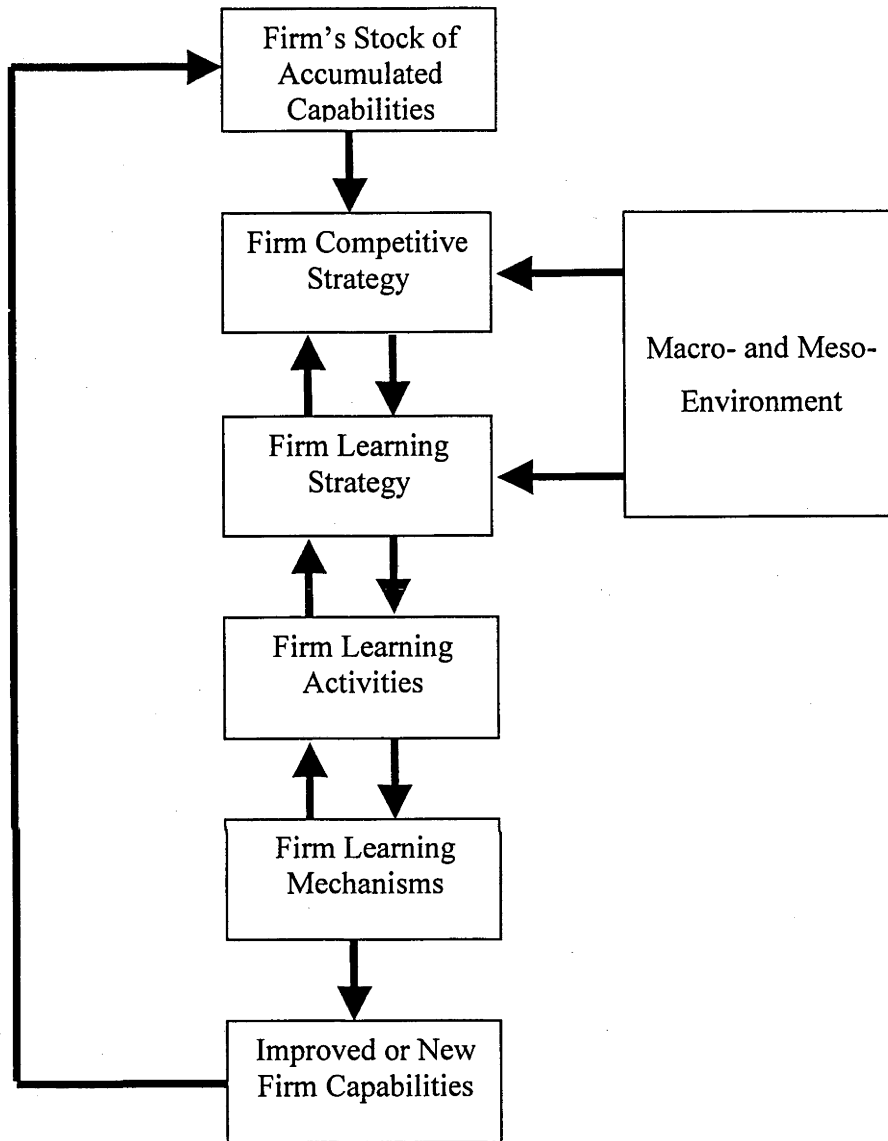 Firm's Stock of
Accumulated
Capabilities
Firm Competitive
Strategy
Macro- and Meso-
Environment
Firm Learning
Strategy
Firm Learning
Activities
Firm Learning
Mechanisms
Improved or New
Firm Capabilities